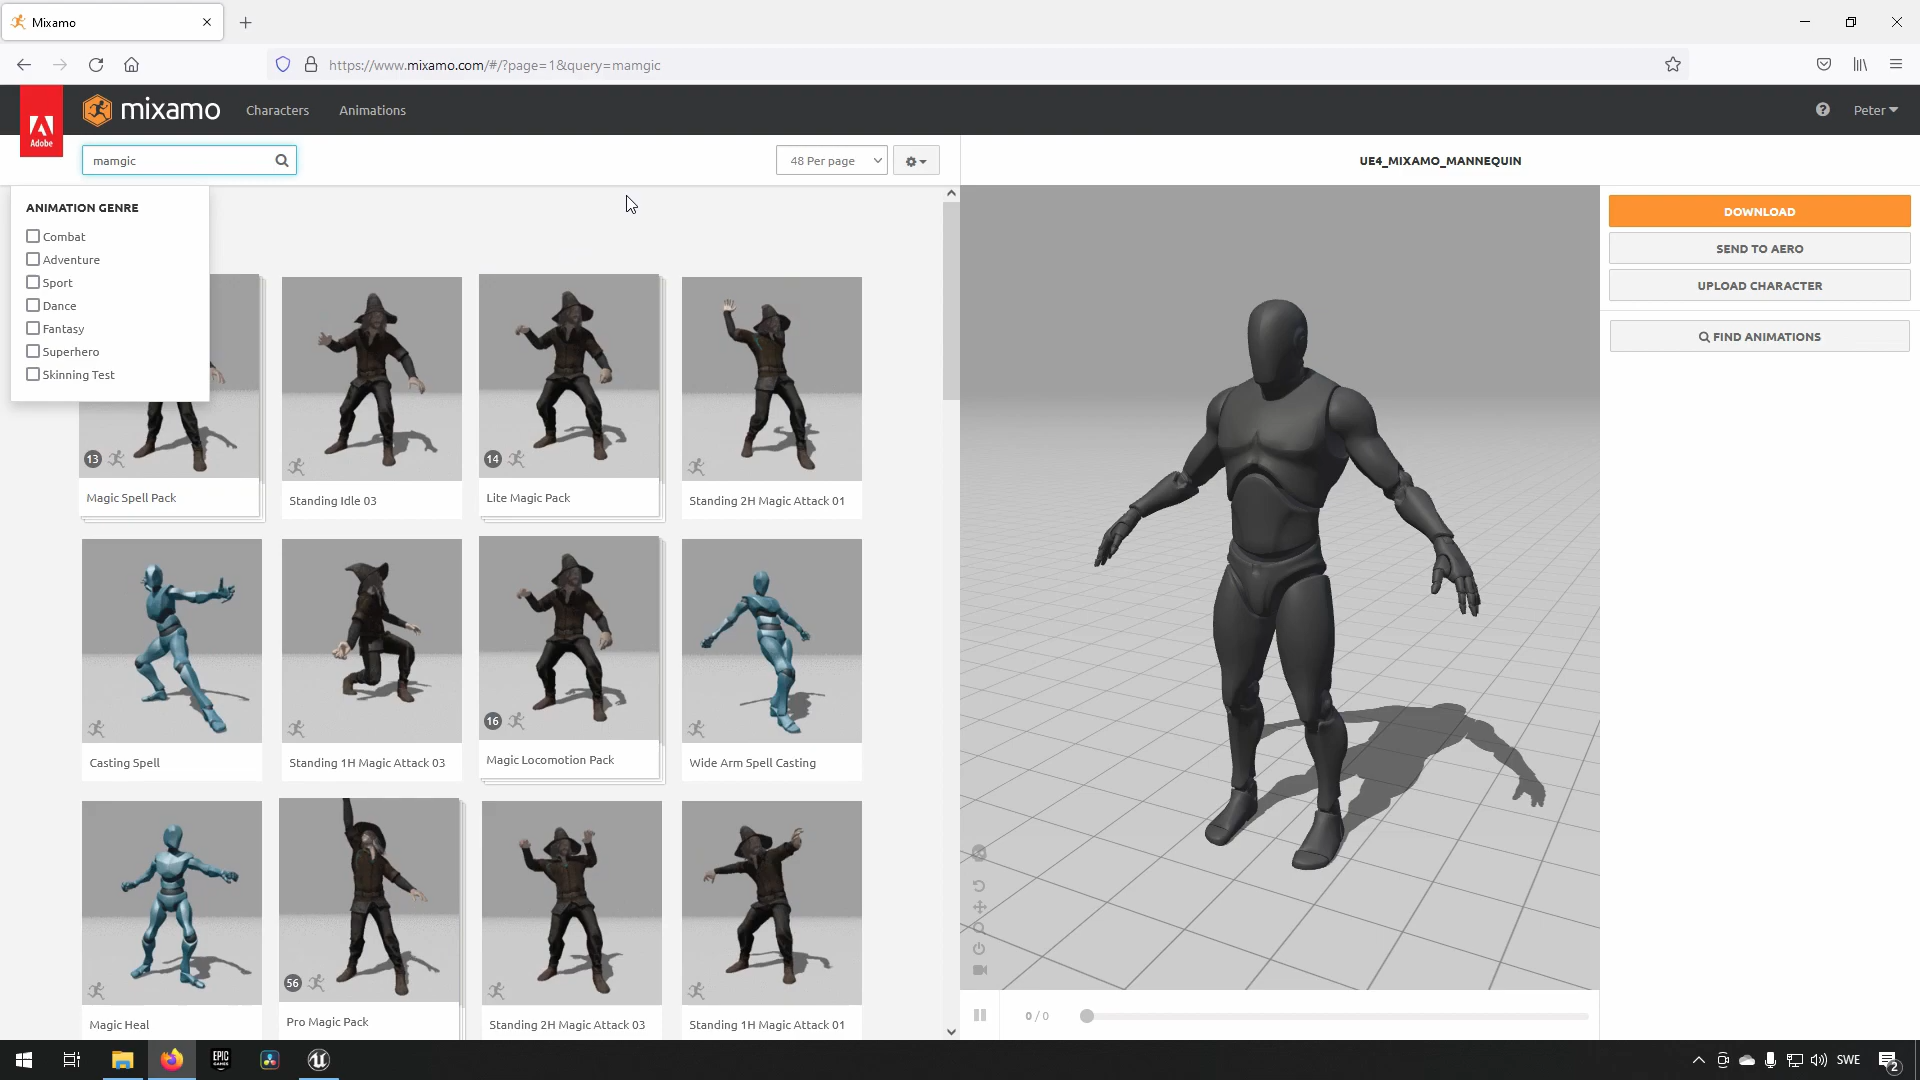 Mixamo
https://www.mixamo.com/#/?page=1&query=mamgic
Adobe
mixamo
Characters
Animations
Peter
mamgic
48 Per page
UE4_MIXAMO_MANNEQUIN
ANIMATION GENRE
Combat
Adventure
Sport
Dance
Fantasy
Superhero
Skinning Test
DOWNLOAD
SEND TO AERO
UPLOAD CHARACTER
FIND ANIMATIONS
13
14
Magic Spell Pack
Standing Idle 03
Lite Magic Pack
Standing 2H Magic Attack 01
16
Casting Spell
Standing 1H Magic Attack 03
Magic Locomotion Pack
Wide Arm Spell Casting
56
Magic Heal
Pro Magic Pack
Standing 2H Magic Attack 03
Standing 1H Magic Attack 01
0 / 0
EPIC
GAMES
SWE
2